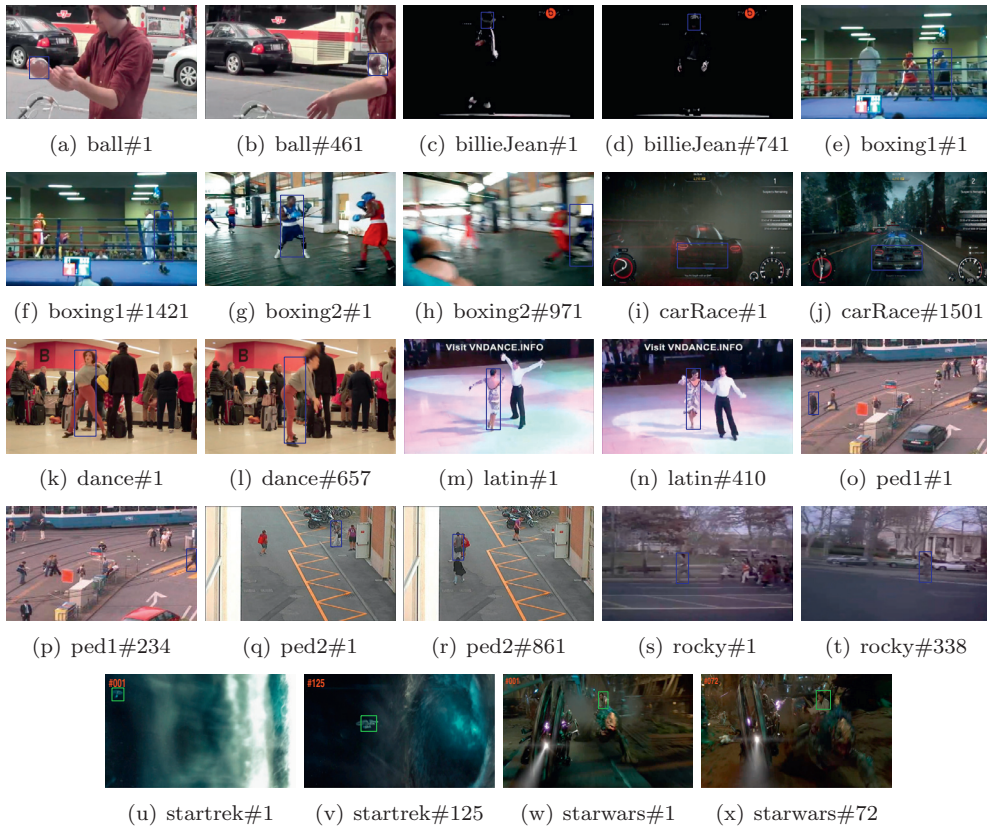 (a) ball#1
(b) ball#461
(c) billieJean#1
(d) billieJean#741
1
(e) boxing1#1
2
(f) boxing1#1421
(g) boxing2#1
(h) boxing2#971
(i) carRace#1
(j) carRace#1501
B
B
Visit VNDANCE.INFO
Visit VNDANCE.INFO
(k) dance#1
(l) dance#657
(m) latin#1
(n) latin#410
(o) ped1#1
(p) ped1#234
(q) ped2#1
(r) ped2#861
(s) rocky#1
(t) rocky#338
#001
#125
#001
#072
(u) startrek#1
(v) startrek#125
(w) starwars#1
(x) starwars#72